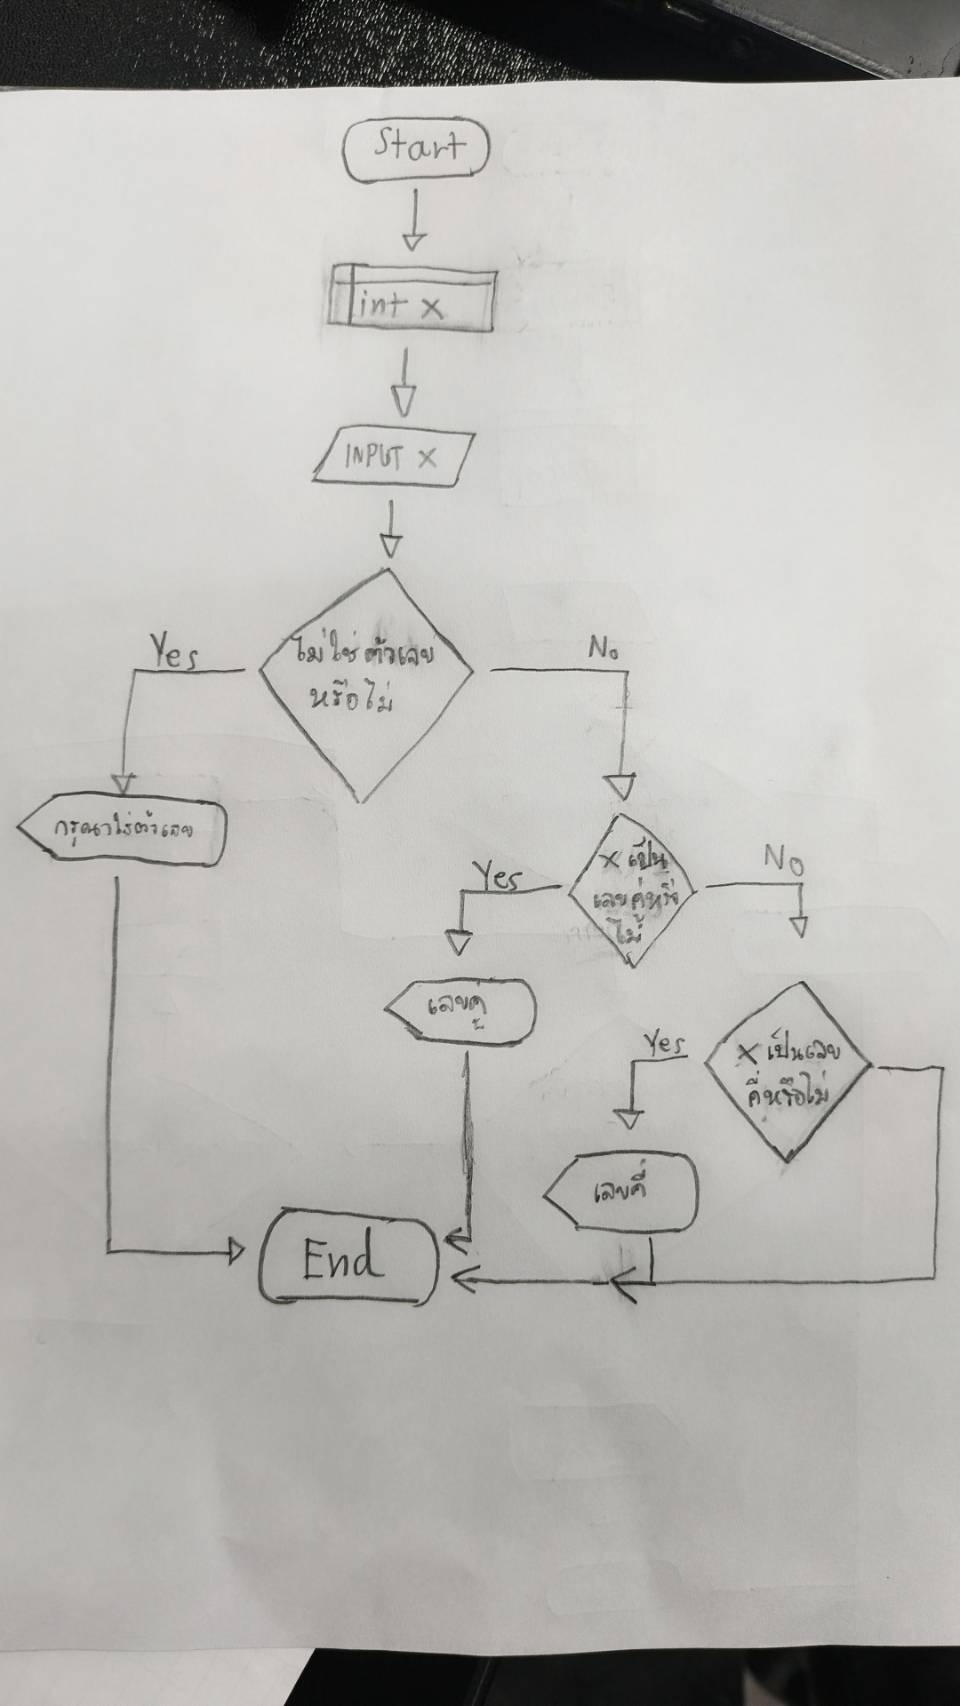 Start
int x
INPUT x
ไม่ใช่ตัวเลข
หรือไม่
Yes
No
กรุณาใส่ตัวเลข
x เป็น
เลขคู่หรือ
ไม่
Yes
No
เลขคู่
x เป็นเลข
คี่หรือไม่
Yes
เลขคี่
End